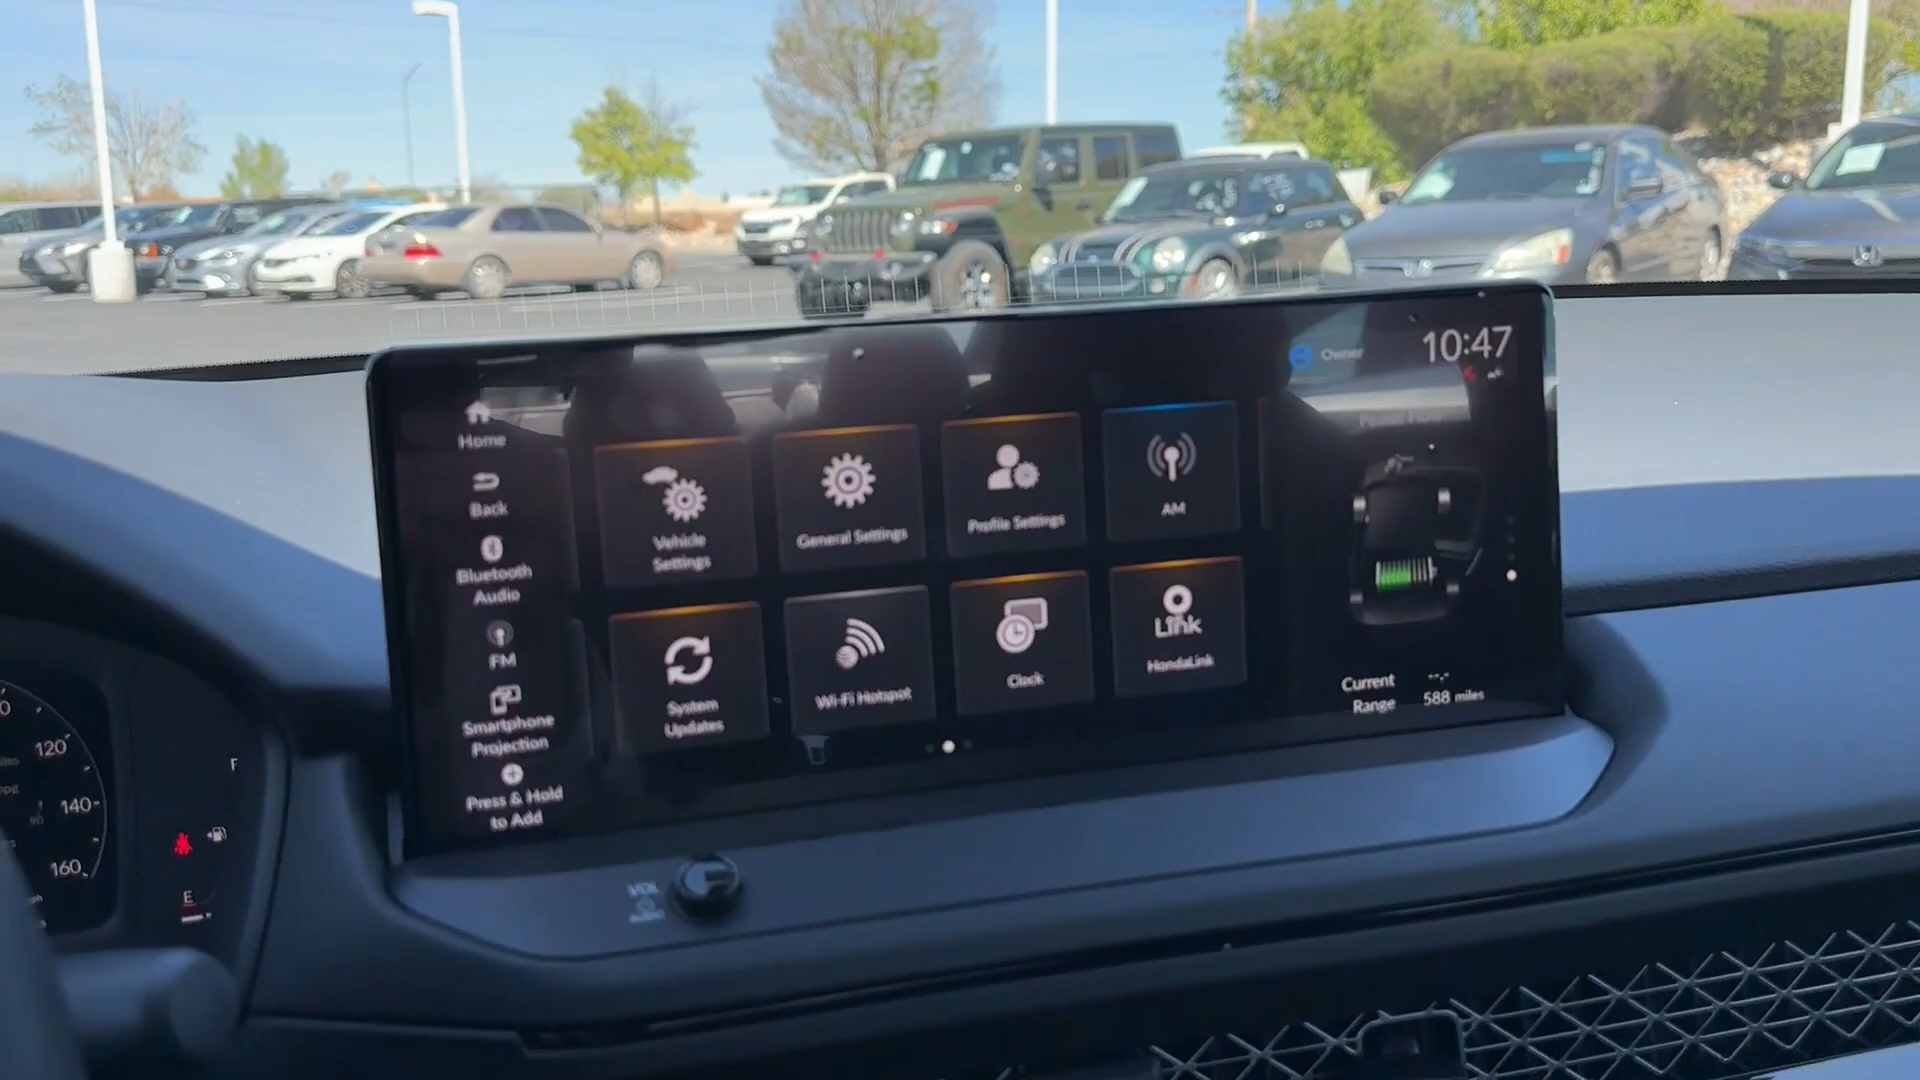 10:47
Owner
Home
Back
Bluetooth
Audio
FM
Smartphone
Projection
Press & Hold
to Add
Vehicle
Settings
General Settings
Profile Settings
AM
System
Updates
Wi-Fi Hotspot
Clock
Link
HondaLink
Current --.-
Range 588 miles
VOL
AUDIO
120
140
160
F
E